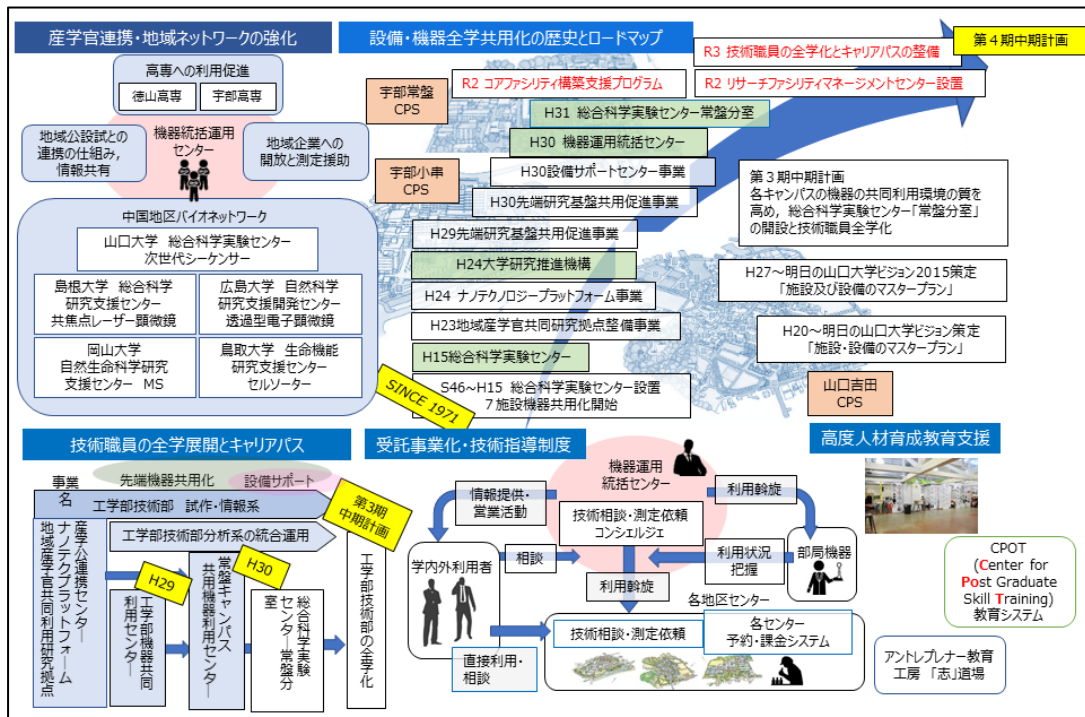 産学官連携・地域ネットワークの強化
高専への利用促進
徳山高専
宇部高専
地域公設試との
連携の仕組み,
情報共有
機器統括運用
センター
地域企業への
開放と測定援助
中国地区バイオネットワーク
山口大学 総合科学実験センター
次世代シーケンサー
島根大学 総合科学
研究支援センター
共焦点レーザー顕微鏡
広島大学 自然科学
研究支援開発センター
透過型電子顕微鏡
岡山大学
自然生命科学研究
支援センター MS
鳥取大学 生命機能
研究支援センター
セルソーター
設備・機器全学共用化の歴史とロードマップ
R3 技術職員の全学化とキャリアパスの整備
第4期中期計画
R2 コアファシリティ構築支援プログラム
R2 リサーチファシリティマネージメントセンター設置
宇部常盤
CPS
H31 総合科学実験センター常盤分室
H30 機器運用統括センター
宇部小串
CPS
H30設備サポートセンター事業
H30先端研究基盤共用促進事業
H29先端研究基盤共用促進事業
H24大学研究推進機構
H24 ナノテクノロジープラットフォーム事業
H23地域産学官共同研究拠点整備事業
H15総合科学実験センター
S46~H15 総合科学実験センター設置
7施設機器共用化開始
SINCE 1971
第3期中期計画
各キャンパスの機器の共同利用環境の質を
高め,総合科学実験センター「常盤分室」
の開設と技術職員全学化
H27~明日の山口大学ビジョン2015策定
「施設及び設備のマスタープラン」
H20~明日の山口大学ビジョン策定
「施設・設備のマスタープラン」
山口吉田
CPS
技術職員の全学展開とキャリアパス
事業名
先端機器共用化
設備サポート
工学部技術部 試作・情報系
工学部技術部分析系の統合運用
第3期
中期計画
産学公連携センター
ナノテクプラットフォーム
地域産学官共同利用研究拠点
H29
工学部機器共同
利用センター
常盤キャンパス
共用機器利用センター
H30
総合科学実験
センター常盤分
室
工学部技術部の全学化
受託事業化・技術指導制度
機器運用
統括センター
情報提供・
営業活動
利用斡旋
技術相談・測定依頼
コンシェルジェ
相談
学内外利用者
利用状況
把握
部局機器
利用斡旋
各地区センター
技術相談・測定依頼
各センター
予約・課金システム
直接利用・
相談
高度人材育成教育支援
CPOT
(Center for
Post Graduate
Skill Training)
教育システム
アントレプレナー教育
工房 「志」道場